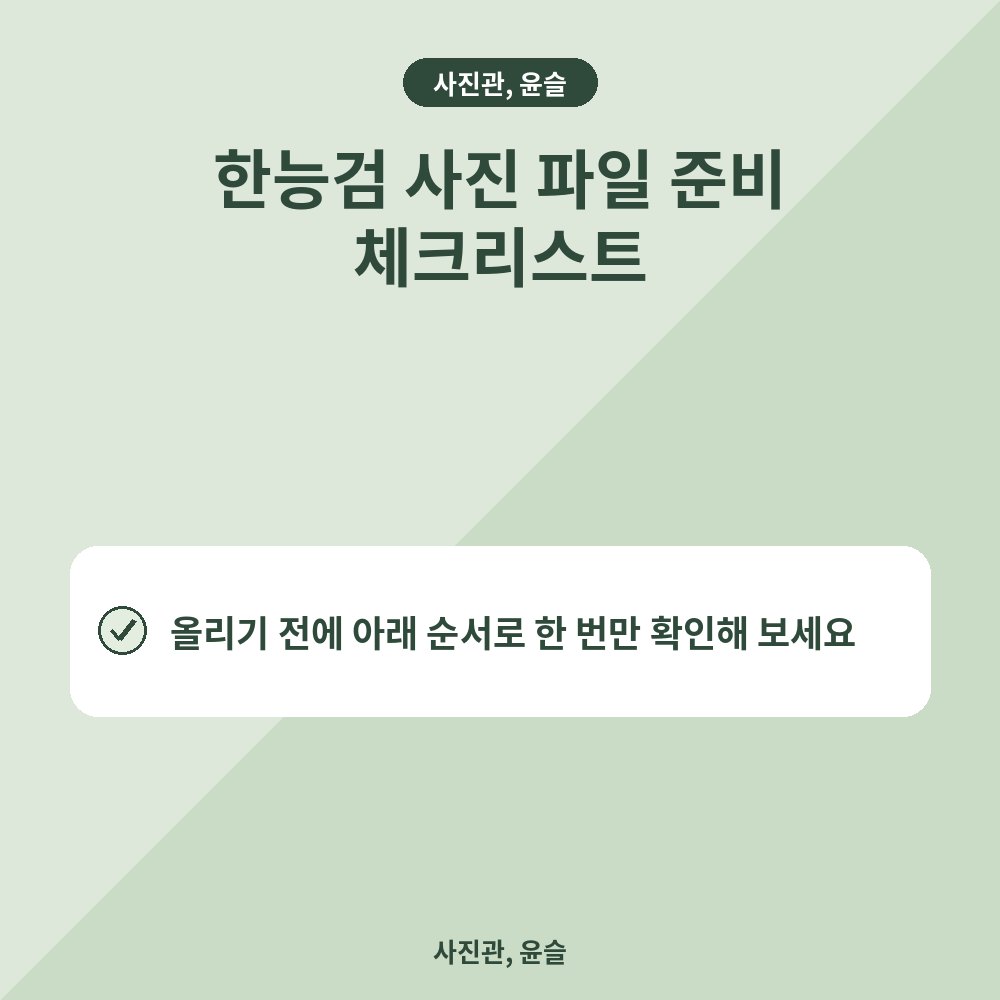 사진관, 윤슬
한능검 사진 파일 준비
체크리스트
올리기 전에 아래 순서로 한 번만 확인해 보세요
사진관, 윤슬